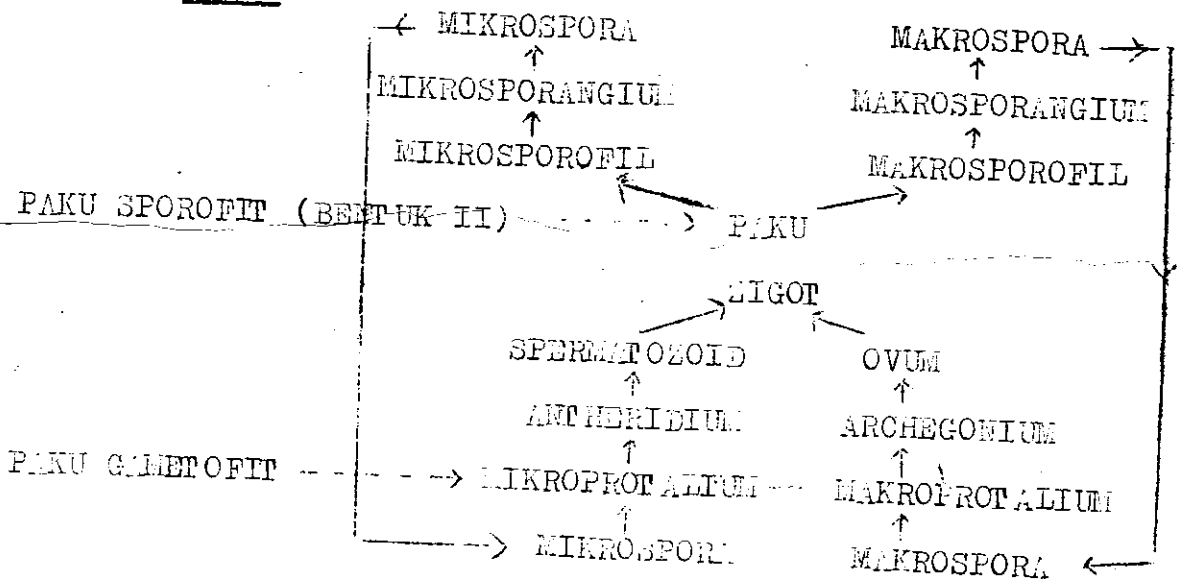 MIKROSPORA MAKROSPORA
MIKROSPORANGIUM MAKROSPORANGIUM
MIKROSPOROFIL MAKROSPOROFIL
PAKU SPOROFIT (BENTUK II) PAKU
ZIGOT
SPERMATOZOID OVUM
ANTHERIDIUM ARCHEGONIUM
PAKU GAMETOFIT MIKROPROTALIUM MAKROPROTALIUM
MIKROSPORA MAKROSPORA